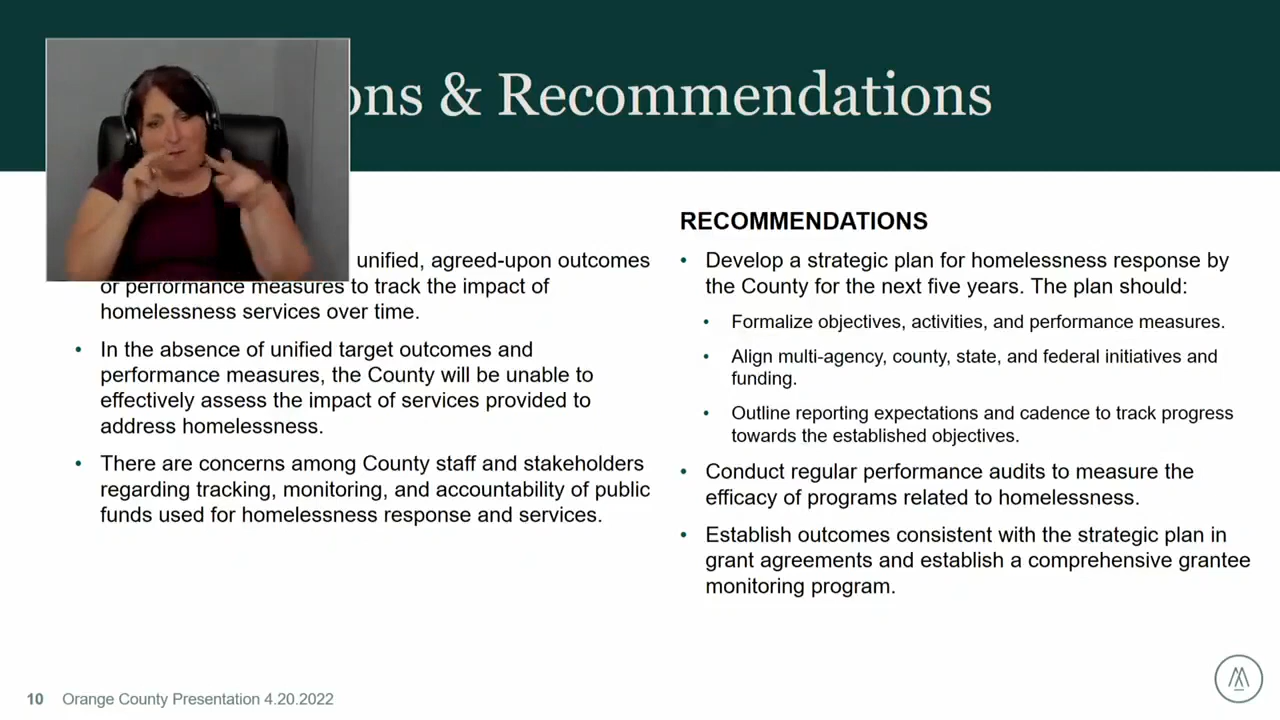 ons & Recommendations
unified, agreed-upon outcomes
or performance measures to track the impact of
homelessness services over time.
• In the absence of unified target outcomes and
performance measures, the County will be unable to
effectively assess the impact of services provided to
address homelessness.
• There are concerns among County staff and stakeholders
regarding tracking, monitoring, and accountability of public
funds used for homelessness response and services.
RECOMMENDATIONS
• Develop a strategic plan for homelessness response by
the County for the next five years. The plan should:
• Formalize objectives, activities, and performance measures.
• Align multi-agency, county, state, and federal initiatives and
funding.
• Outline reporting expectations and cadence to track progress
towards the established objectives.
• Conduct regular performance audits to measure the
efficacy of programs related to homelessness.
• Establish outcomes consistent with the strategic plan in
grant agreements and establish a comprehensive grantee
monitoring program.
10 Orange County Presentation 4.20.2022